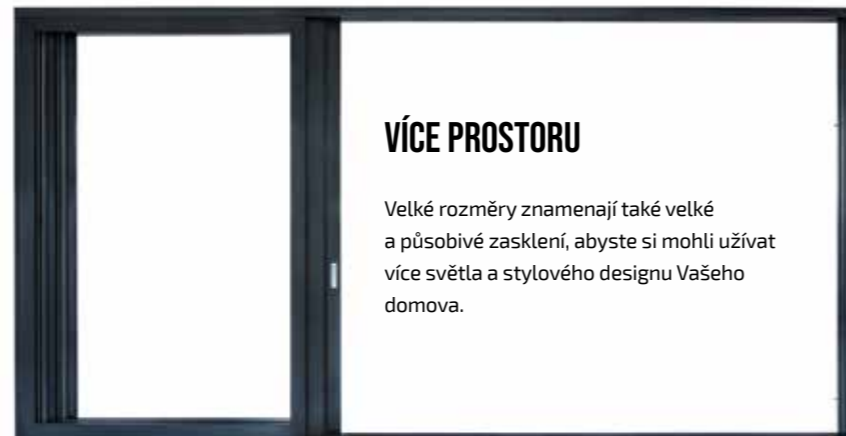 VÍCE PROSTORU
Velké rozměry znamenají také velké
a působivé zasklení, abyste si mohli užívat
více světla a stylového designu Vašeho
domova.